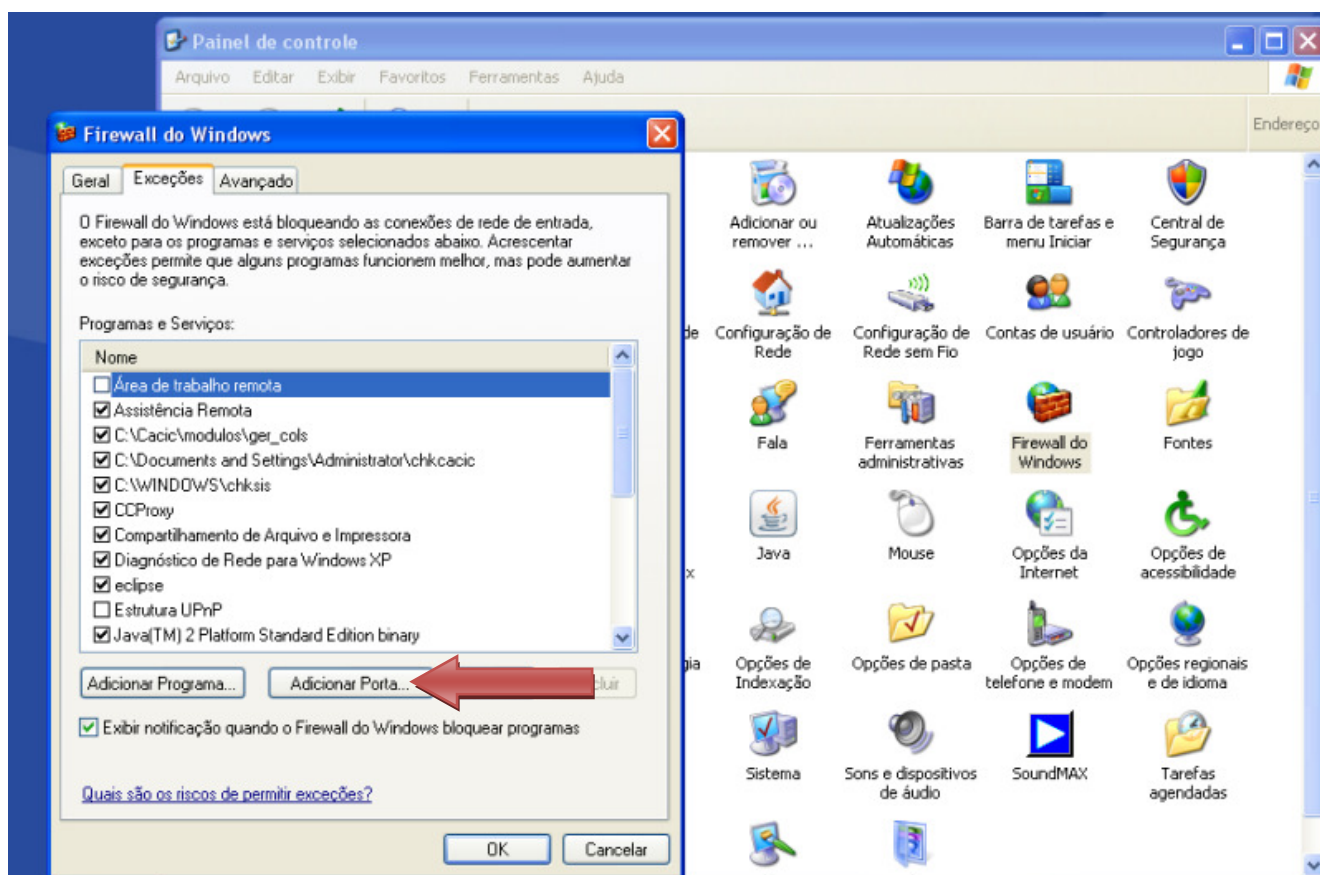 Painel de controle
Arquivo Editar Exibir Favoritos Ferramentas Ajuda
Endereço
Firewall do Windows
Geral Exceções Avançado
O Firewall do Windows está bloqueando as conexões de rede de entrada,
exceto para os programas e serviços selecionados abaixo. Acrescentar
exceções permite que alguns programas funcionem melhor, mas pode aumentar
o risco de segurança.
Programas e Serviços:
Nome
Área de trabalho remota
Assistência Remota
C:\Cacic\modulos\ger_cols
C:\Documents and Settings\Administrator\chkcacic
C:\WINDOWS\chksis
CCProxy
Compartilhamento de Arquivo e Impressora
Diagnóstico de Rede para Windows XP
eclipse
Estrutura UPnP
Java(TM) 2 Platform Standard Edition binary
Adicionar Programa... Adicionar Porta...
Exibir notificação quando o Firewall do Windows bloquear programas
Quais são os riscos de permitir exceções?
OK Cancelar
Adicionar ou
remover ...
Atualizações
Automáticas
Barra de tarefas e
menu Iniciar
Central de
Segurança
Configuração de
Rede
Configuração de
Rede sem Fio
Contas de usuário
Controladores de
jogo
Fala
Ferramentas
administrativas
Firewall do
Windows
Fontes
Java
Mouse
Opções da
Internet
Opções de
acessibilidade
Opções de
Indexação
Opções de pasta
Opções de
telefone e modem
Opções regionais
e de idioma
Sistema
Sons e dispositivos
de áudio
SoundMAX
Tarefas
agendadas